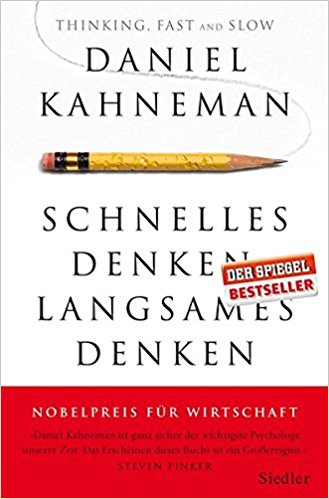 THINKING, FAST AND SLOW
DANIEL
KAHNEMAN
SCHNELLES
DENKEN
LANGSAMES
DENKEN
DER SPIEGEL
BESTSELLER
NOBELPREIS FÜR WIRTSCHAFT
»Daniel Kahneman ist ganz sicher der wichtigste Psychologe
unserer Zeit. Das Erscheinen dieses Buchs ist ein Großereignis.«
STEVEN PINKER
Siedler